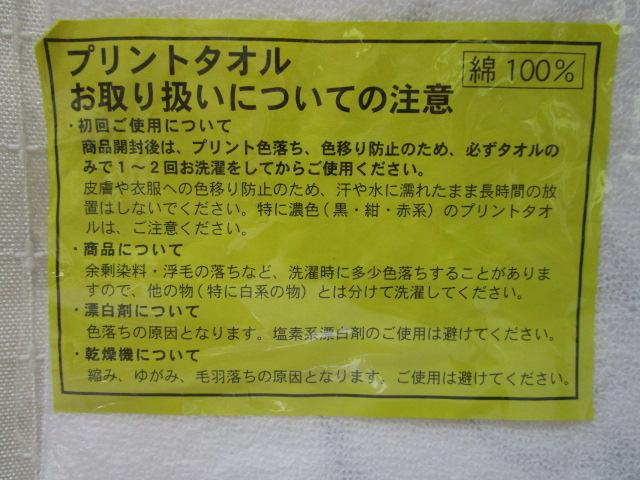 プリントタオル
お取り扱いについての注意
綿 100%
・初回ご使用について
商品開封後は、プリント色落ち、色移り防止のため、必ずタオルの
みで1～2回お洗濯をしてからご使用ください。
皮膚や衣服への色移り防止のため、汗や水に濡れたまま長時間の放
置はしないでください。特に濃色(黒・紺・赤系)のプリントタオ
ルは、ご注意ください。
・商品について
余剰染料・浮毛の落ちなど、洗濯時に多少色落ちすることがありま
すので、他の物(特に白系の物)とは分けて洗濯してください。
・漂白剤について
色落ちの原因となります。塩素系漂白剤のご使用は避けてください。
・乾燥機について
縮み、ゆがみ、毛羽落ちの原因となります。ご使用は避けてください。